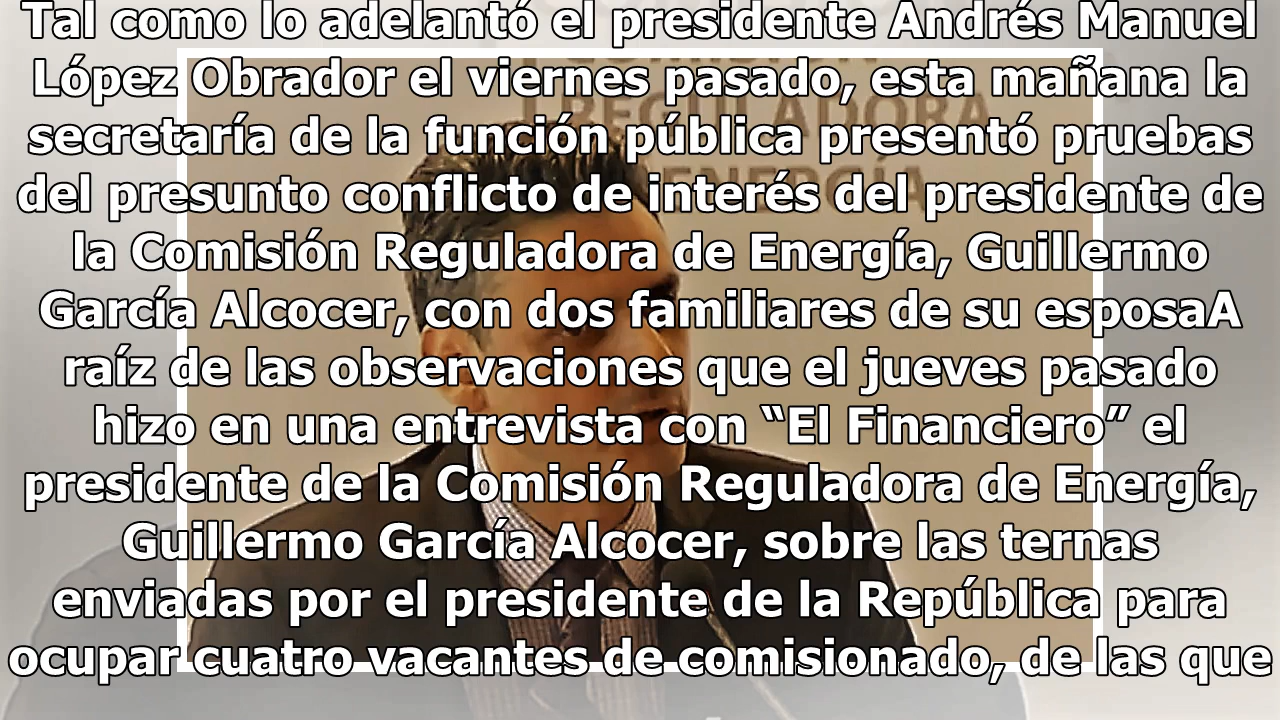 Tal como lo adelantó el presidente Andrés Manuel
López Obrador el viernes pasado, esta mañana la
secretaría de la función pública presentó pruebas
del presunto conflicto de interés del presidente de
la Comisión Reguladora de Energía, Guillermo
García Alcocer, con dos familiares de su esposaA
raíz de las observaciones que el jueves pasado
hizo en una entrevista con “El Financiero” el
presidente de la Comisión Reguladora de Energía,
Guillermo García Alcocer, sobre las ternas
enviadas por el presidente de la República para
ocupar cuatro vacantes de comisionado, de las que
REGULADORA
ENERGÍA